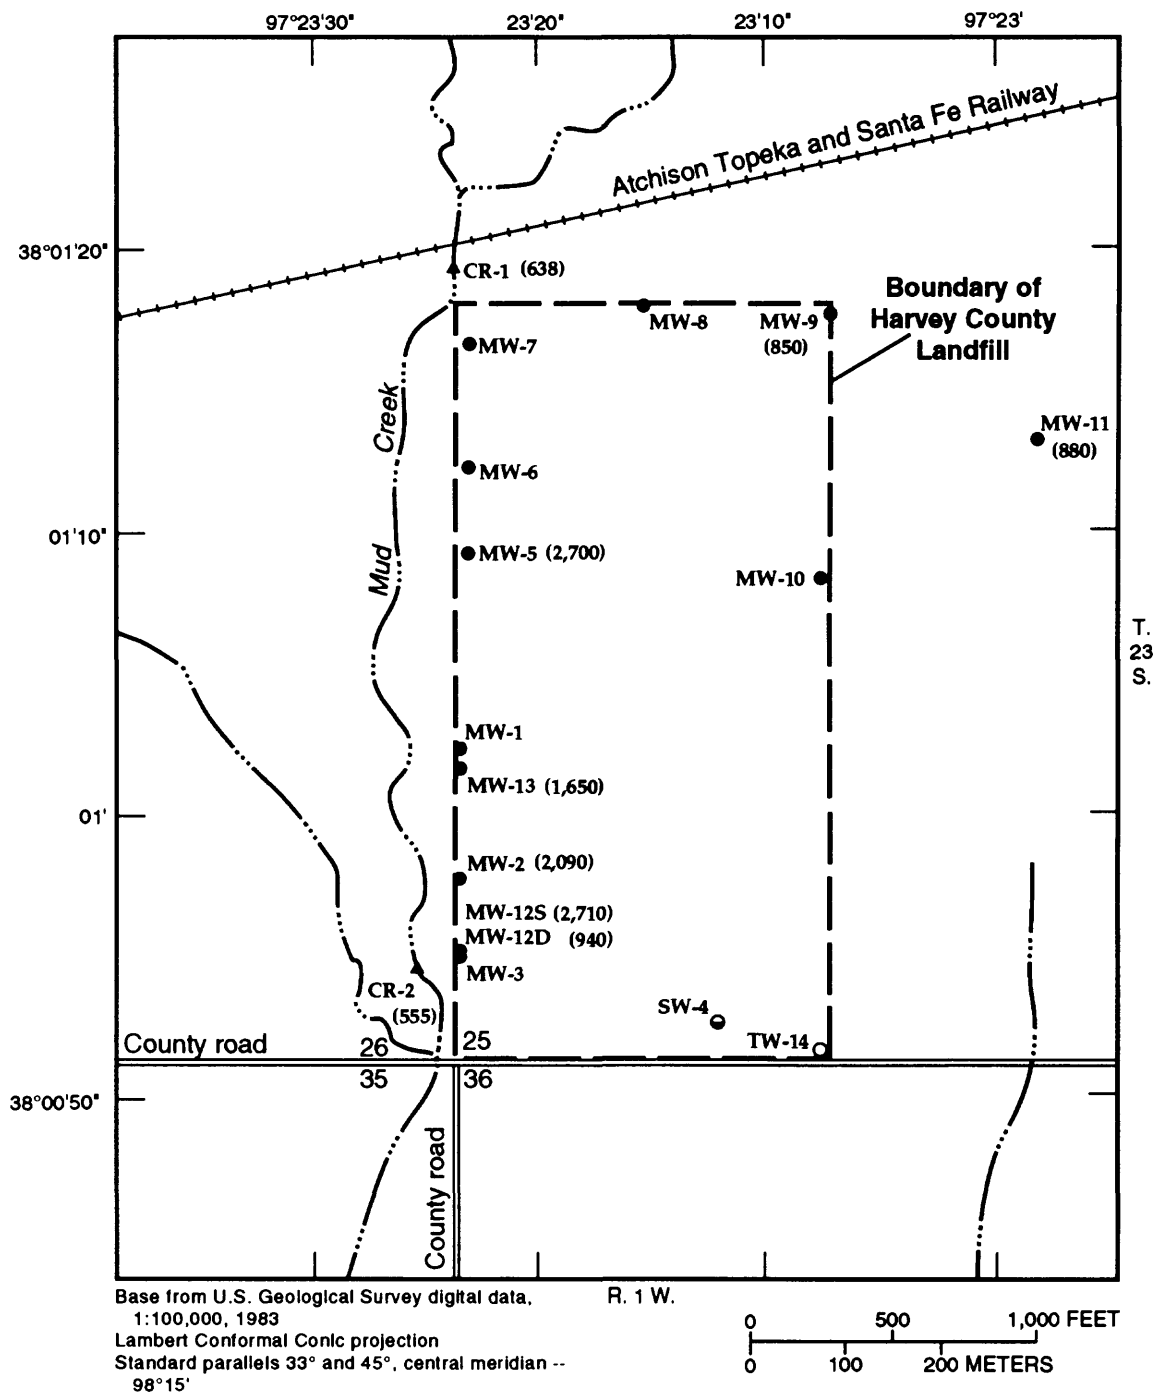 97°23'30" 23'20" 23'10" 97°23'
Atchison Topeka and Santa Fe Railway
38°01'20"
CR-1 (638)
Boundary of
Harvey County
Landfill
MW-8 MW-9
(850)
MW-7
Creek
MW-11
(880)
MW-6
01'10"
MW-5 (2,700)
Mud
MW-10
T.
23
S.
MW-1
MW-13 (1,650)
01'
MW-2 (2,090)
MW-12S (2,710)
MW-12D (940)
MW-3
CR-2
(555)
SW-4
TW-14
County road 26 25
35 36
38°00'50"
County road
Base from U.S. Geological Survey digital data, R. 1 W.
1:100,000, 1983
Lambert Conformal Conic projection
Standard parallels 33° and 45°, central meridian --
98°15'
0 500 1,000 FEET
0 100 200 METERS